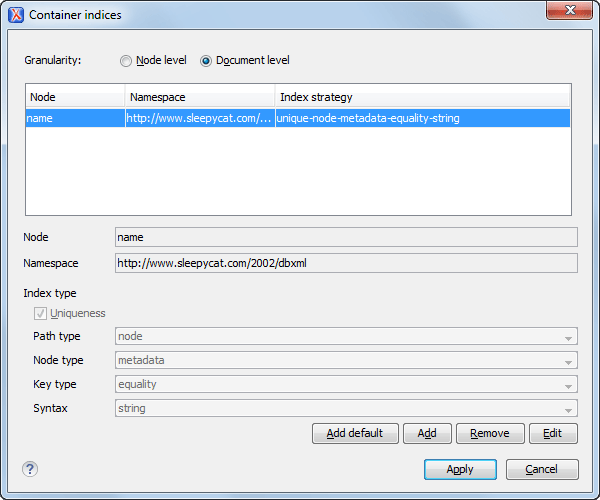 Container indices
Granularity: Node level Document level
Node Namespace Index strategy
name http://www.sleepycat.com/... unique-node-metadata-equality-string
Node name
Namespace http://www.sleepycat.com/2002/dbxml
Index type
Uniqueness
Path type node
Node type metadata
Key type equality
Syntax string
Add default Add Remove Edit
? Apply Cancel